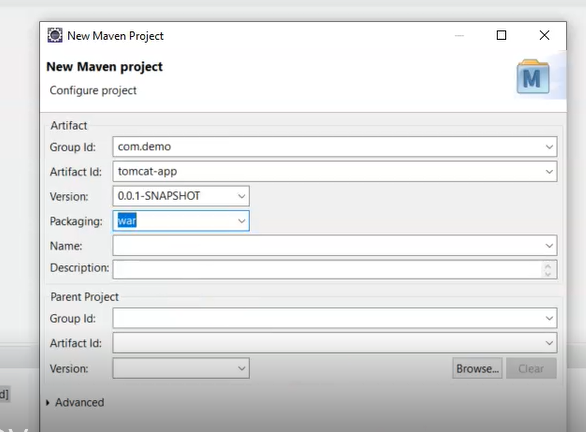 New Maven Project
New Maven project
Configure project
M
Artifact
Group Id: com.demo
Artifact Id: tomcat-app
Version: 0.0.1-SNAPSHOT
Packaging: war
Name:
Description:
Parent Project
Group Id:
Artifact Id:
Version: Browse... Clear
d]
Advanced